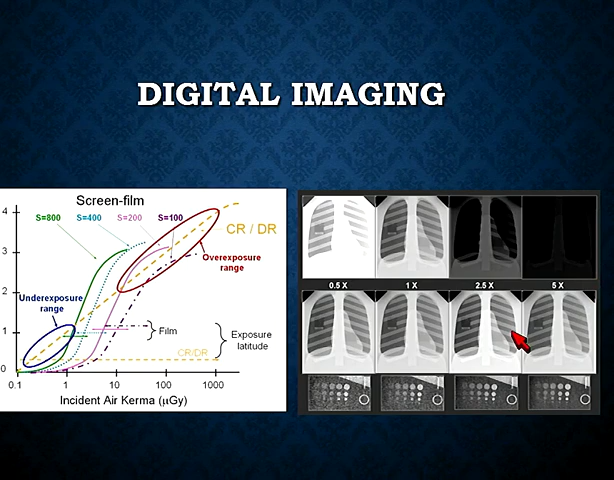 DIGITAL IMAGING
Screen-film
S=800 S=400 S=200 S=100
CR / DR
Overexposure
range
Underexposure
range
Film
Exposure
latitude
CR/DR
4
3
2
1
0
0.1 1 10 100 1000
Incident Air Kerma (μGy)
0.5 X 1 X 2.5 X 5 X